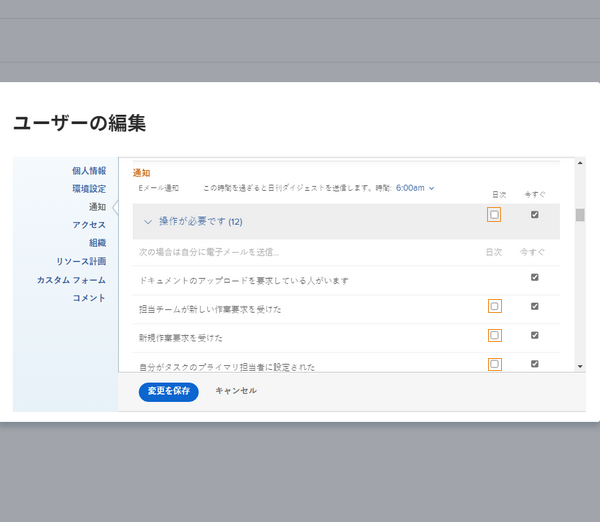 ユーザーの編集
個人情報
環境設定
通知
アクセス
組織
リソース計画
カスタム フォーム
コメント
通知
Eメール通知 この時間を過ぎると日刊ダイジェストを送信します。時間: 6:00am
日次 今すぐ
操作が必要です (12)
次の場合は自分に電子メールを送信... 日次 今すぐ
ドキュメントのアップロードを要求している人がいます
担当チームが新しい作業要求を受けた
新規作業要求を受けた
自分がタスクのプライマリ担当者に設定された
変更を保存 キャンセル